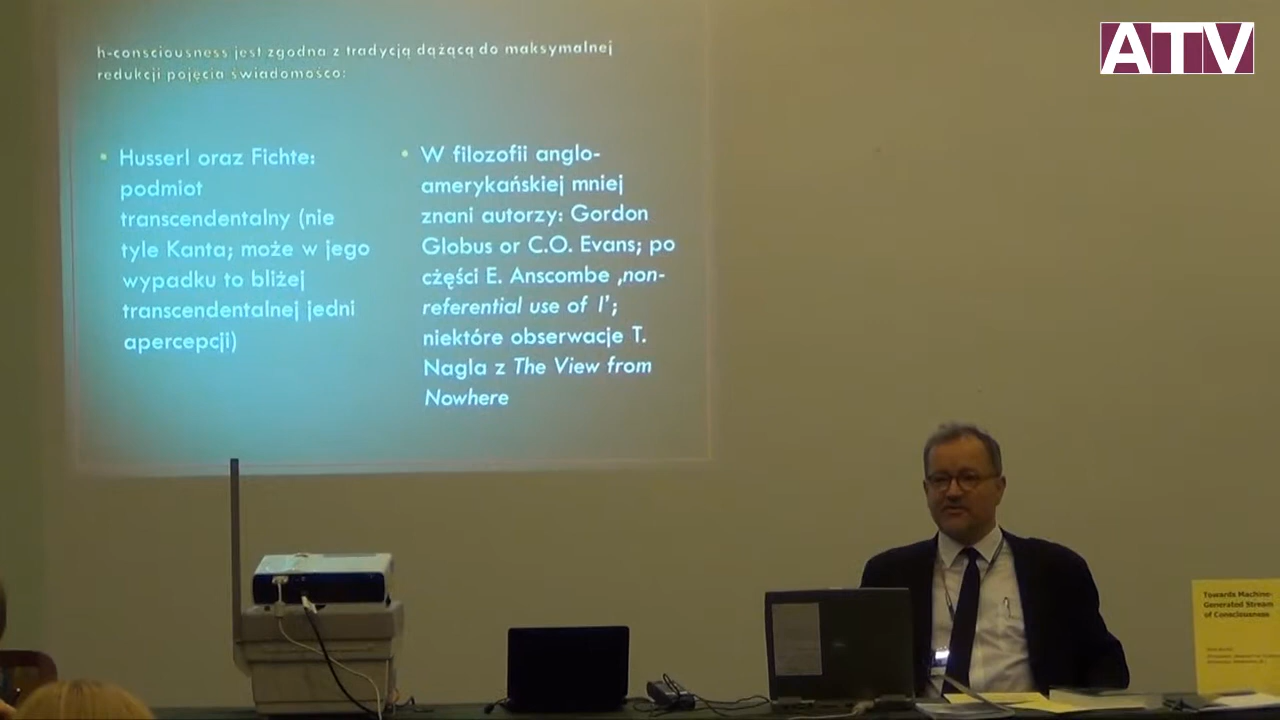 ATV
h-consciousness jest zgodna z tradycją dążącą do maksymalnej
redukcji pojęcia świadomośco:
Husserl oraz Fichte:
podmiot
transcendentalny (nie
tyle Kanta; może w jego
wypadku to bliżej
transcendentalnej jedni
apercepcji)
W filozofii anglo-
amerykańskiej mniej
znani autorzy: Gordon
Globus or C.O. Evans; po
cżęści E. Anscombe ‚non-
referential use of I’;
niektóre obserwacje T.
Nagla z The View from
Nowhere
Towards Machine-
Generated Stream
of Consciousness